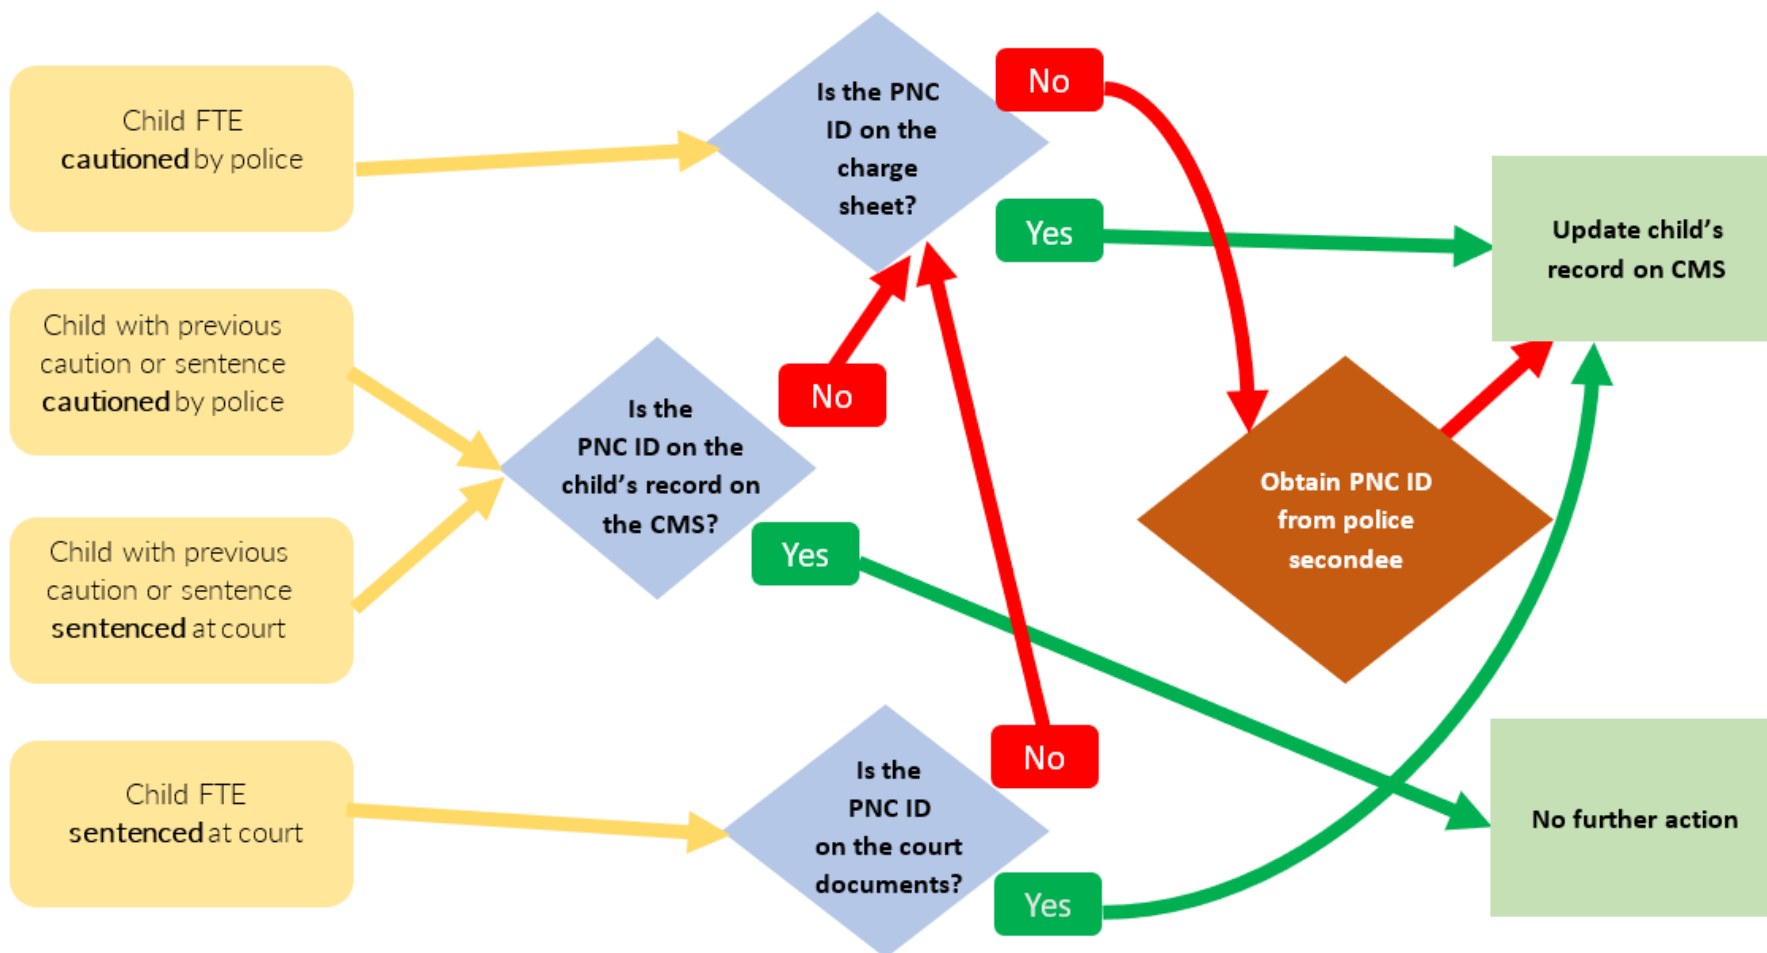 Child FTE
cautioned by police
Child with previous
caution or sentence
cautioned by police
Child with previous
caution or sentence
sentenced at court
Child FTE
sentenced at court
Is the PNC
ID on the
charge
sheet?
No
Yes
Is the
PNC ID on the
child’s record on
the CMS?
No
Yes
Is the
PNC ID
on the court
documents?
No
Yes
Obtain PNC ID
from police
secondee
Update child’s
record on CMS
No further action